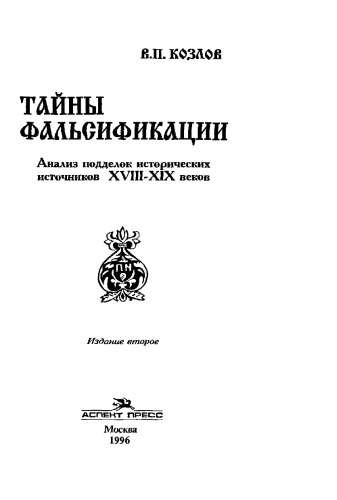 В.П. КОЗЛОВ
ТАЙНЫ
ФАЛЬСИФИКАЦИИ
Анализ подделок исторических
источников XVIII-XIX веков
Издание второе
АСПЕКТ ПРЕСС
Москва
1996